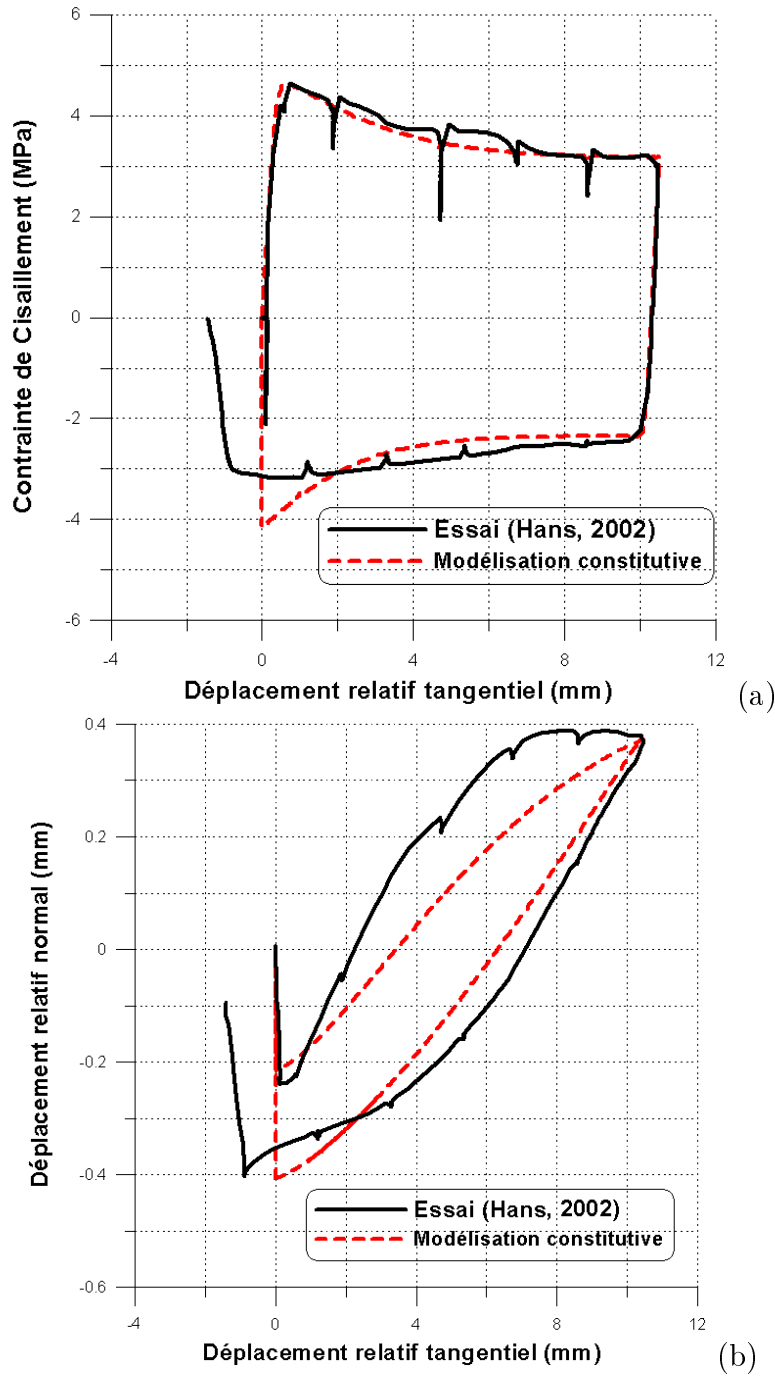 6
4
2
0
-2
-4
-6
Contrainte de Cisaillement (MPa)
Essai (Hans, 2002)
Modélisation constitutive
-4
0
4
8
12
Déplacement relatif tangentiel (mm)
(a)
0.4
0.2
0
-0.2
-0.4
-0.6
Déplacement relatif normal (mm)
Essai (Hans, 2002)
Modélisation constitutive
-4
0
4
8
12
Déplacement relatif tangentiel (mm)
(b)